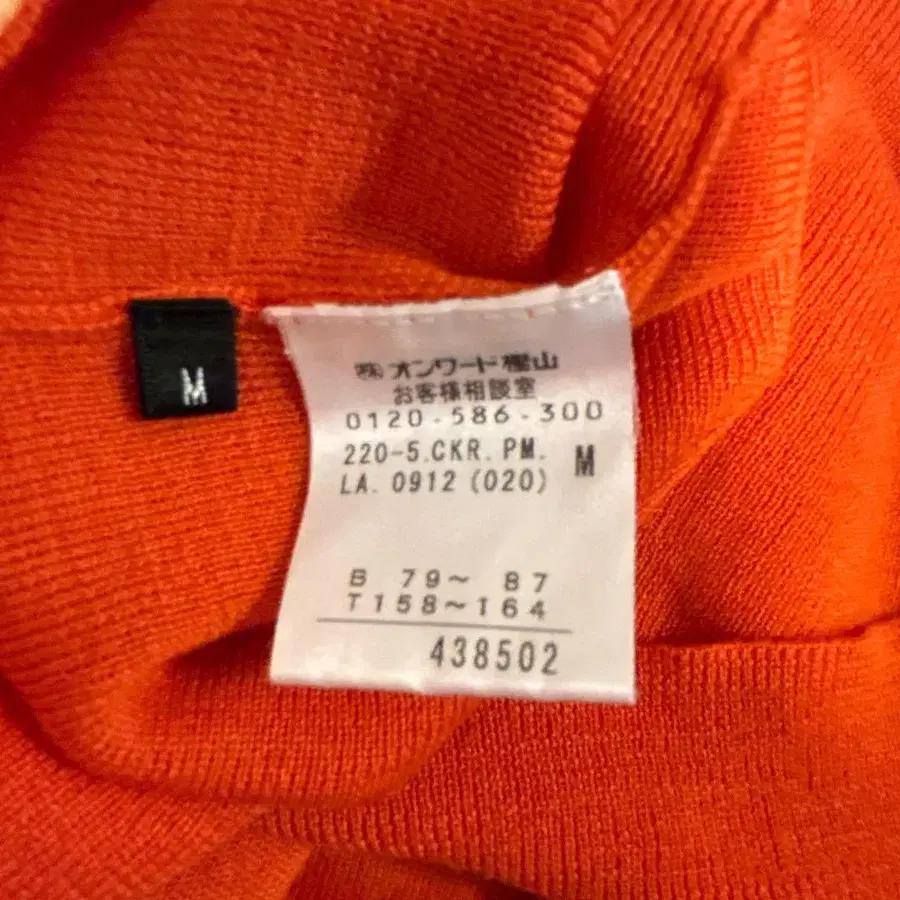 M
㈱オンワード樫山
お客様相談室
0120-586-300
220-5.CKR.PM. M
LA.0912(020)
B 79〜 87
T158〜164
438502